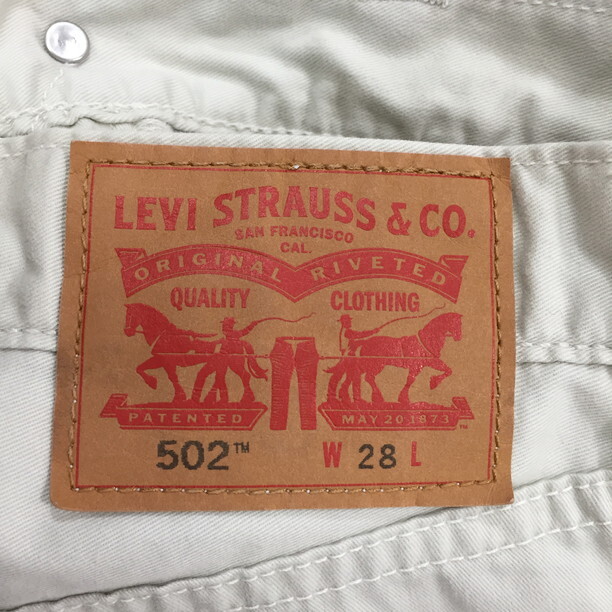 LEVI STRAUSS & CO.
SAN FRANCISCO
CAL.
ORIGINAL RIVETED
QUALITY CLOTHING
PATENTED MAY 20 1873
502™ W 28 L